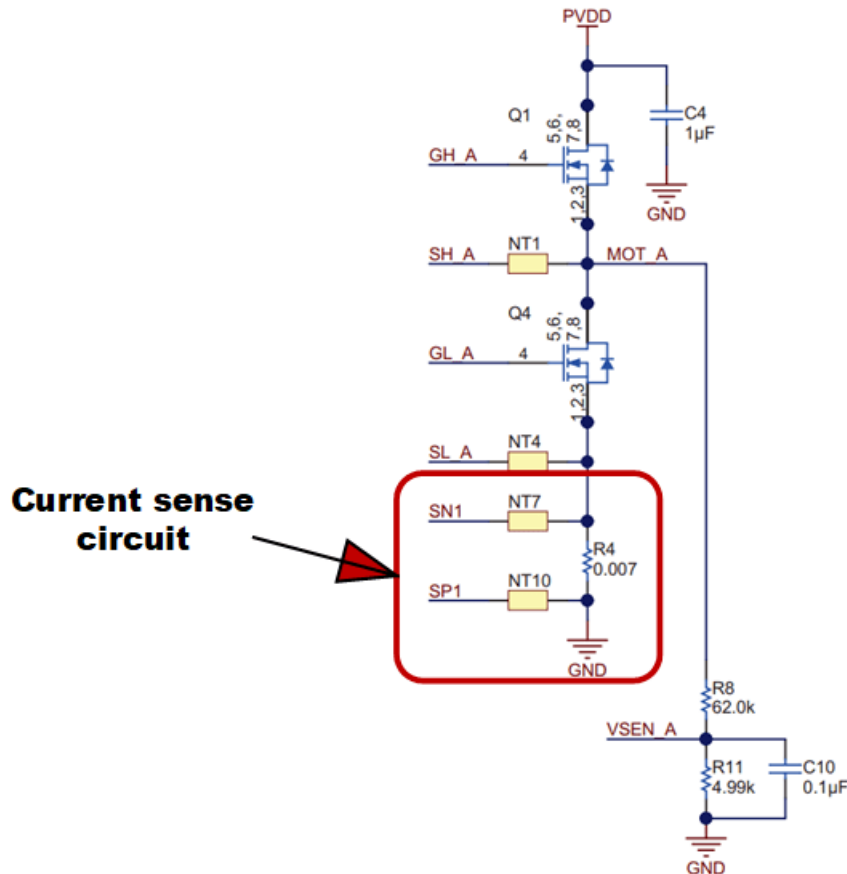 PVDD
Q1
5,6,
7,8
C4
1µF
GH_A
4
1,2,3
GND
SH_A
NT1
MOT_A
Q4
5,6,
7,8
GL_A
4
1,2,3
SL_A
NT4
Current sense
circuit
SN1
NT7
R4
0.007
SP1
NT10
GND
R8
62.0k
VSEN_A
R11
4.99k
C10
0.1µF
GND